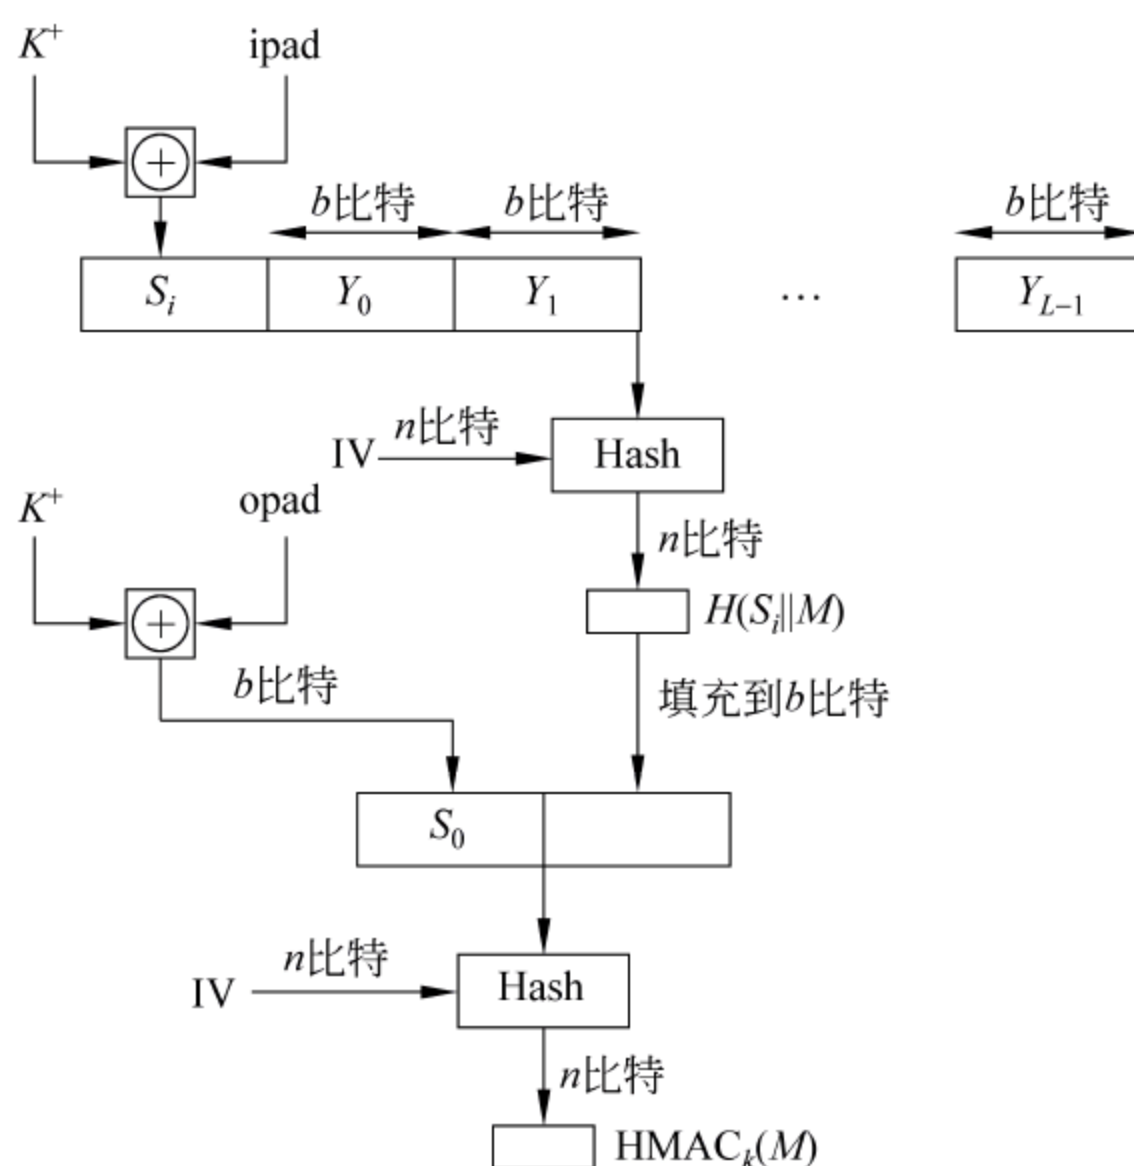 K⁺ ipad
b比特 b比特 b比特
Sᵢ Y₀ Y₁ … Y_{L−1}
IV n比特 Hash
K⁺ opad
n比特
H(Sᵢ||M)
b比特 填充到b比特
S₀
IV n比特 Hash
n比特
HMACₖ(M)